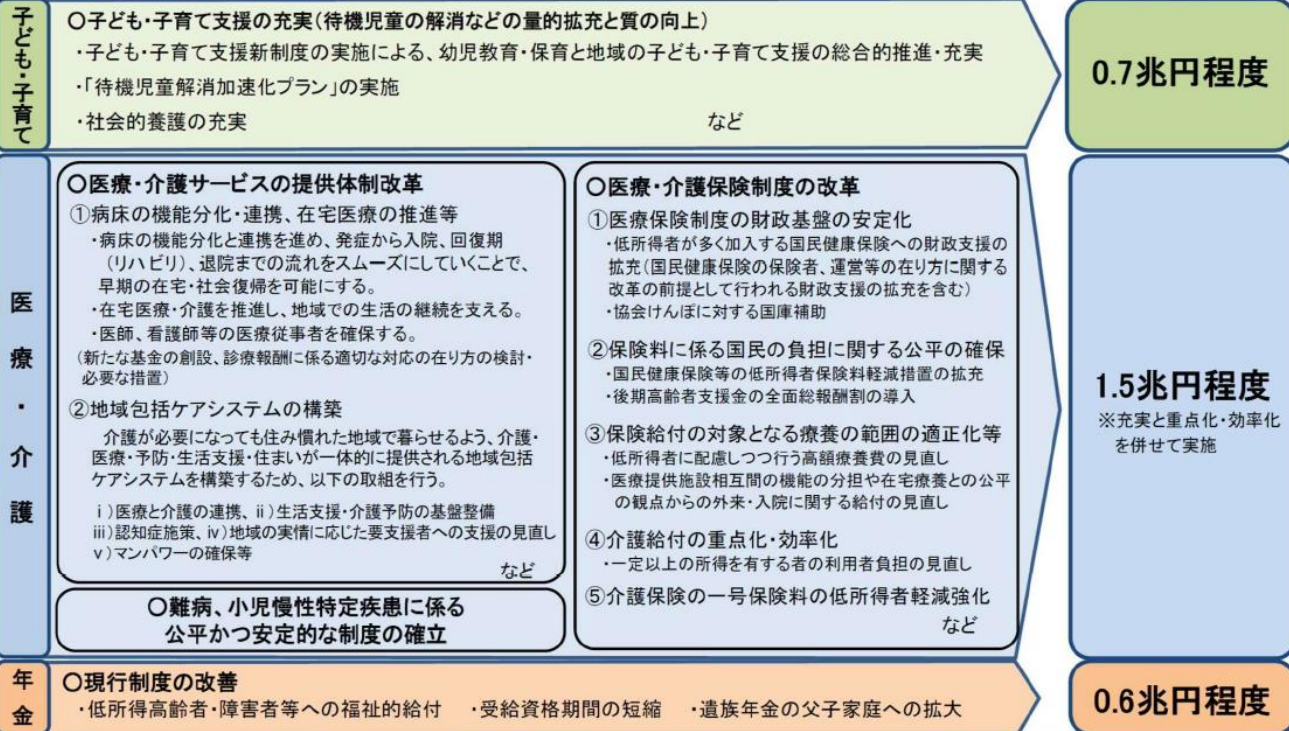 子ども・子育て
○子ども・子育て支援の充実(待機児童の解消などの量的拡充と質の向上)
・子ども・子育て支援新制度の実施による、幼児教育・保育と地域の子ども・子育て支援の総合的推進・充実
・「待機児童解消加速化プラン」の実施
・社会的養護の充実 など
0.7兆円程度
医療・介護
○医療・介護サービスの提供体制改革
①病床の機能分化・連携、在宅医療の推進等
・病床の機能分化と連携を進め、発症から入院、回復期
(リハビリ)、退院までの流れをスムーズにしていくことで、
早期の在宅・社会復帰を可能にする。
・在宅医療・介護を推進し、地域での生活の継続を支える。
・医師、看護師等の医療従事者を確保する。
(新たな基金の創設、診療報酬に係る適切な対応の在り方の検討・
必要な措置)
②地域包括ケアシステムの構築
介護が必要になっても住み慣れた地域で暮らせるよう、介護・
医療・予防・生活支援・住まいが一体的に提供される地域包括
ケアシステムを構築するため、以下の取組を行う。
ⅰ)医療と介護の連携、ⅱ)生活支援・介護予防の基盤整備
ⅲ)認知症施策、ⅳ)地域の実情に応じた要支援者への支援の見直し
ⅴ)マンパワーの確保等
など
○難病、小児慢性特定疾患に係る
公平かつ安定的な制度の確立
○医療・介護保険制度の改革
①医療保険制度の財政基盤の安定化
・低所得者が多く加入する国民健康保険への財政支援の
拡充(国民健康保険の保険者、運営等の在り方に関する
改革の前提として行われる財政支援の拡充を含む)
・協会けんぽに対する国庫補助
②保険料に係る国民の負担に関する公平の確保
・国民健康保険等の低所得者保険料軽減措置の拡充
・後期高齢者支援金の全面総報酬割の導入
③保険給付の対象となる療養の範囲の適正化等
・低所得者に配慮しつつ行う高額療養費の見直し
・医療提供施設相互間の機能の分担や在宅療養との公平
の観点からの外来・入院に関する給付の見直し
④介護給付の重点化・効率化
・一定以上の所得を有する者の利用者負担の見直し
⑤介護保険の一号保険料の低所得者軽減強化
など
1.5兆円程度
※充実と重点化・効率化
を併せて実施
年金
○現行制度の改善
・低所得高齢者・障害者等への福祉的給付 ・受給資格期間の短縮 ・遺族年金の父子家庭への拡大
0.6兆円程度